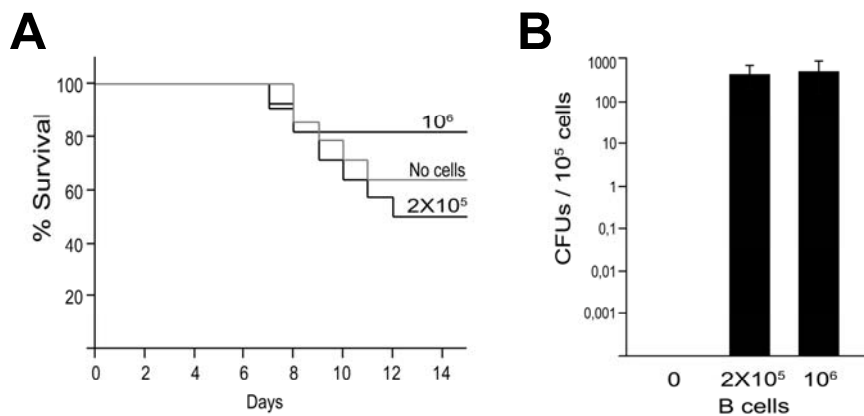 A
B
% Survival
100
80
60
40
20
10⁶
No cells
2X10⁵
0 2 4 6 8 10 12 14
Days
CFUs / 10⁵ cells
1000
100
10
1
0,1
0,01
0,001
0 2X10⁵ 10⁶
B cells